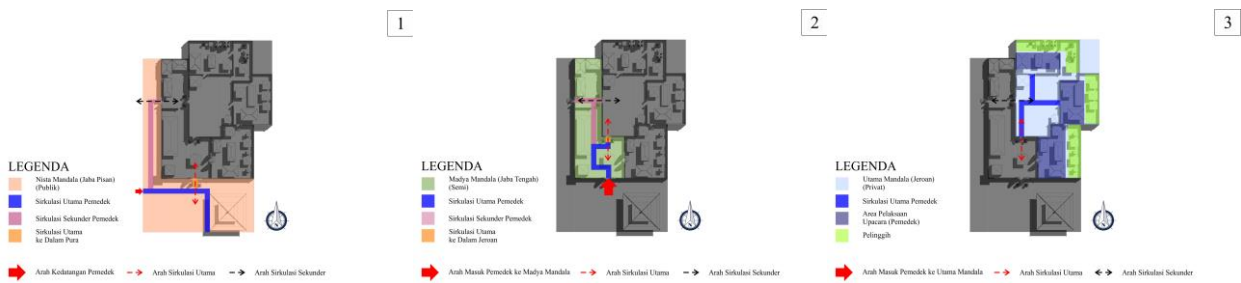 1
LEGENDA
Nista Mandala (Jaba Pisan)
(Publik)
Sirkulasi Utama Pemedek
Sirkulasi Sekunder Pemedek
Sirkulasi Utama
ke Dalam Pura
Arah Kedatangan Pemedek
Arah Sirkulasi Utama
Arah Sirkulasi Sekunder
2
LEGENDA
Madya Mandala (Jaba Tengah)
(Semi)
Sirkulasi Utama Pemedek
Sirkulasi Sekunder Pemedek
Sirkulasi Utama
ke Dalam Jeroan
Arah Masuk Pemedek ke Madya Mandala
Arah Sirkulasi Utama
Arah Sirkulasi Sekunder
3
LEGENDA
Utama Mandala (Jeroan)
(Privat)
Sirkulasi Utama Pemedek
Area Pelaksaan
Upacara (Pemedek)
Pelinggih
Arah Masuk Pemedek ke Utama Mandala
Arah Sirkulasi Utama
Arah Sirkulasi Sekunder